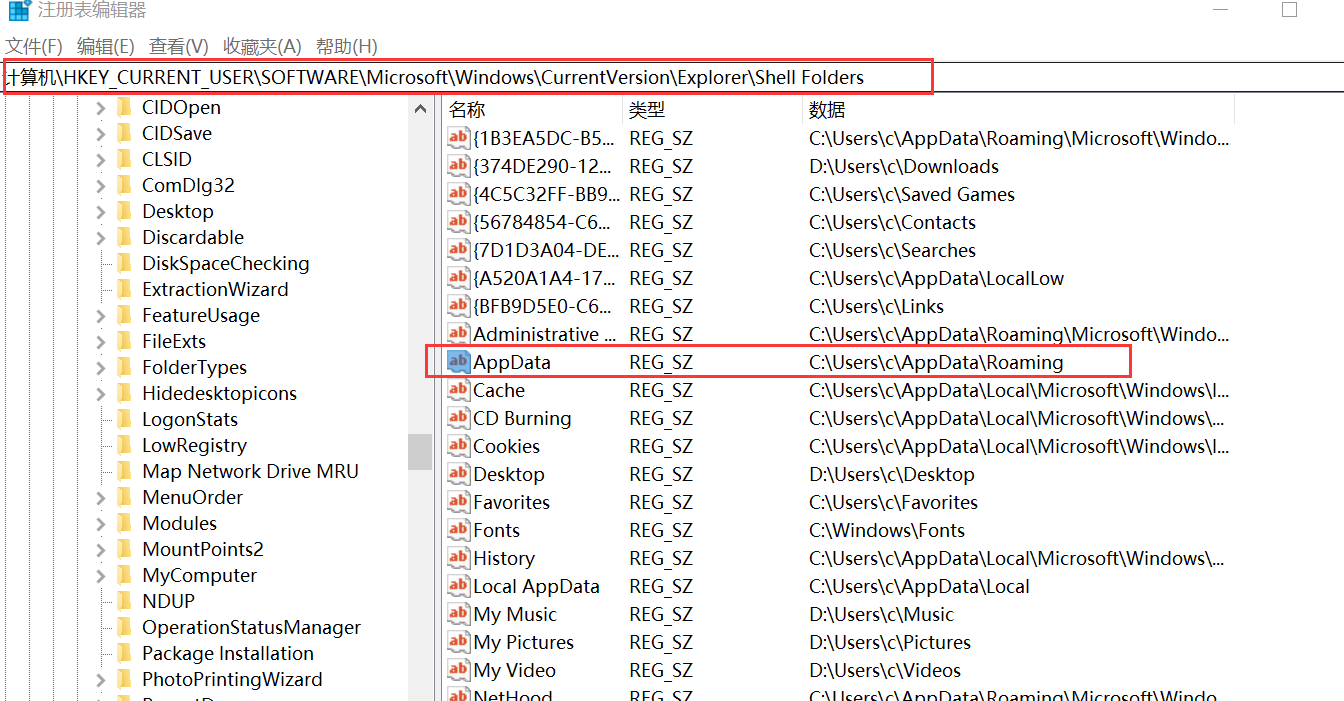 注册表编辑器
文件(F) 编辑(E) 查看(V) 收藏夹(A) 帮助(H)
计算机\HKEY_CURRENT_USER\SOFTWARE\Microsoft\Windows\CurrentVersion\Explorer\Shell Folders
CIDOpen
CIDSave
CLSID
ComDlg32
Desktop
Discardable
DiskSpaceChecking
ExtractionWizard
FeatureUsage
FileExts
FolderTypes
Hidedesktopicons
LogonStats
LowRegistry
Map Network Drive MRU
MenuOrder
Modules
MountPoints2
MyComputer
NDUP
OperationStatusManager
Package Installation
PhotoPrintingWizard
名称 类型 数据
{1B3EA5DC-B5... REG_SZ C:\Users\c\AppData\Roaming\Microsoft\Windo...
{374DE290-12... REG_SZ D:\Users\c\Downloads
{4C5C32FF-BB9... REG_SZ C:\Users\c\Saved Games
{56784854-C6... REG_SZ C:\Users\c\Contacts
{7D1D3A04-DE... REG_SZ C:\Users\c\Searches
{A520A1A4-17... REG_SZ C:\Users\c\AppData\LocalLow
{BFB9D5E0-C6... REG_SZ C:\Users\c\Links
Administrative ... REG_SZ C:\Users\c\AppData\Roaming\Microsoft\Windo...
AppData REG_SZ C:\Users\c\AppData\Roaming
Cache REG_SZ C:\Users\c\AppData\Local\Microsoft\Windows\I...
CD Burning REG_SZ C:\Users\c\AppData\Local\Microsoft\Windows\...
Cookies REG_SZ C:\Users\c\AppData\Local\Microsoft\Windows\I...
Desktop REG_SZ D:\Users\c\Desktop
Favorites REG_SZ C:\Users\c\Favorites
Fonts REG_SZ C:\Windows\Fonts
History REG_SZ C:\Users\c\AppData\Local\Microsoft\Windows\...
Local AppData REG_SZ C:\Users\c\AppData\Local
My Music REG_SZ D:\Users\c\Music
My Pictures REG_SZ D:\Users\c\Pictures
My Video REG_SZ D:\Users\c\Videos
NetHood REG_SZ C:\Users\c\AppData\Roaming\Microsoft\Windo...